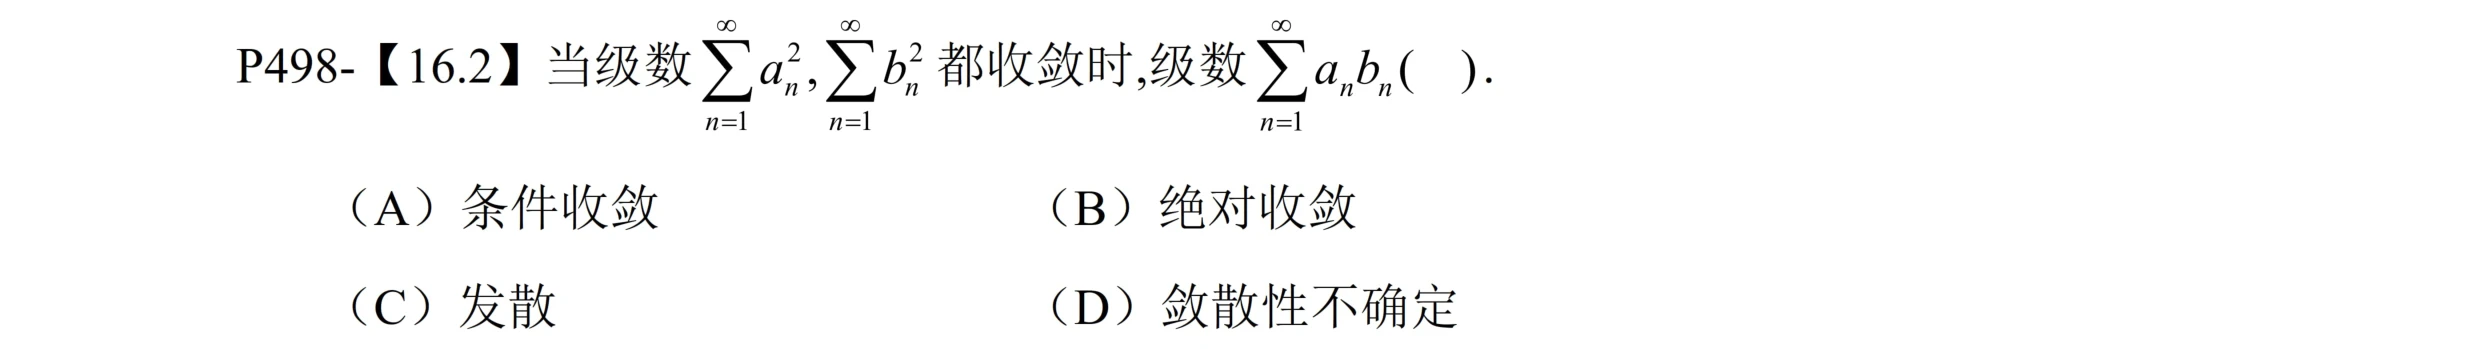 P498-【16.2】当级数 $\sum_{n=1}^{\infty} a_n^2, \sum_{n=1}^{\infty} b_n^2$ 都收敛时,级数 $\sum_{n=1}^{\infty} a_n b_n$ (   ).
（A）条件收敛 （B）绝对收敛
（C）发散 （D）敛散性不确定